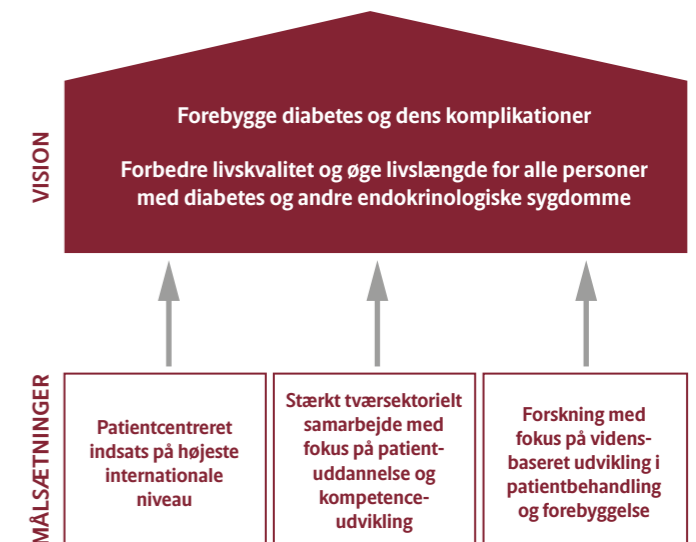 VISION
Forebygge diabetes og dens komplikationer
Forbedre livskvalitet og øge livslængde for alle personer
med diabetes og andre endokrinologiske sygdomme
MÅLSÆTNINGER
Patientcentreret
indsats på højeste
internationale
niveau
Stærkt tværsektorielt
samarbejde med
fokus på patient-
uddannelse og
kompetence-
udvikling
Forskning med
fokus på videns-
baseret udvikling i
patientbehandling
og forebyggelse